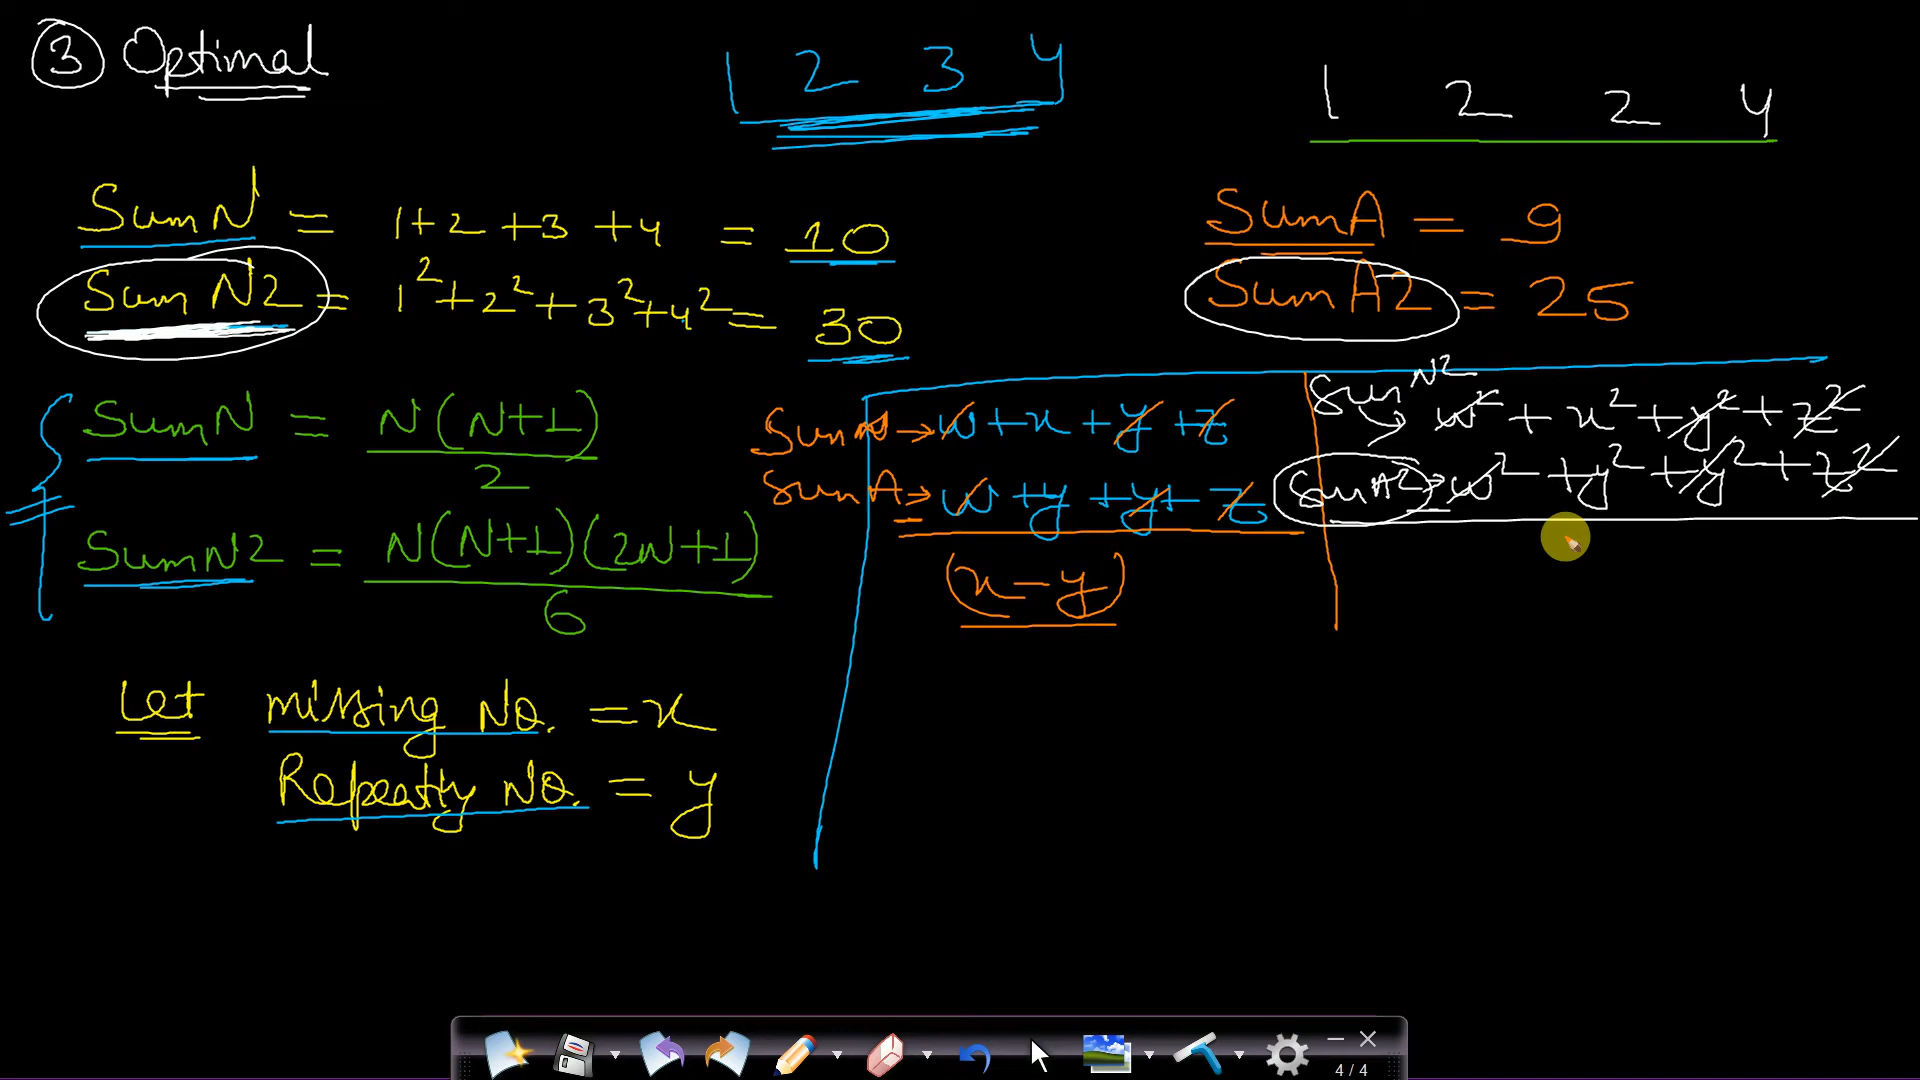 ③ Optimal
1 2 3 4
1 2 2 4
SumN = 1+2+3+4 = 10
SumN2 = 1²+2²+3²+4² = 30
SumA = 9
SumA2 = 25
SumN = N(N+1)
2
SumN2 = N(N+1)(2N+1)
6
SumN → w+x+y+z
SumA → w+y+y+z
(x-y)
SumN2
→ w²+x²+y²+z²
SumA2 → w²+y²+y²+z²
Let missing No. = x
= y
4/4